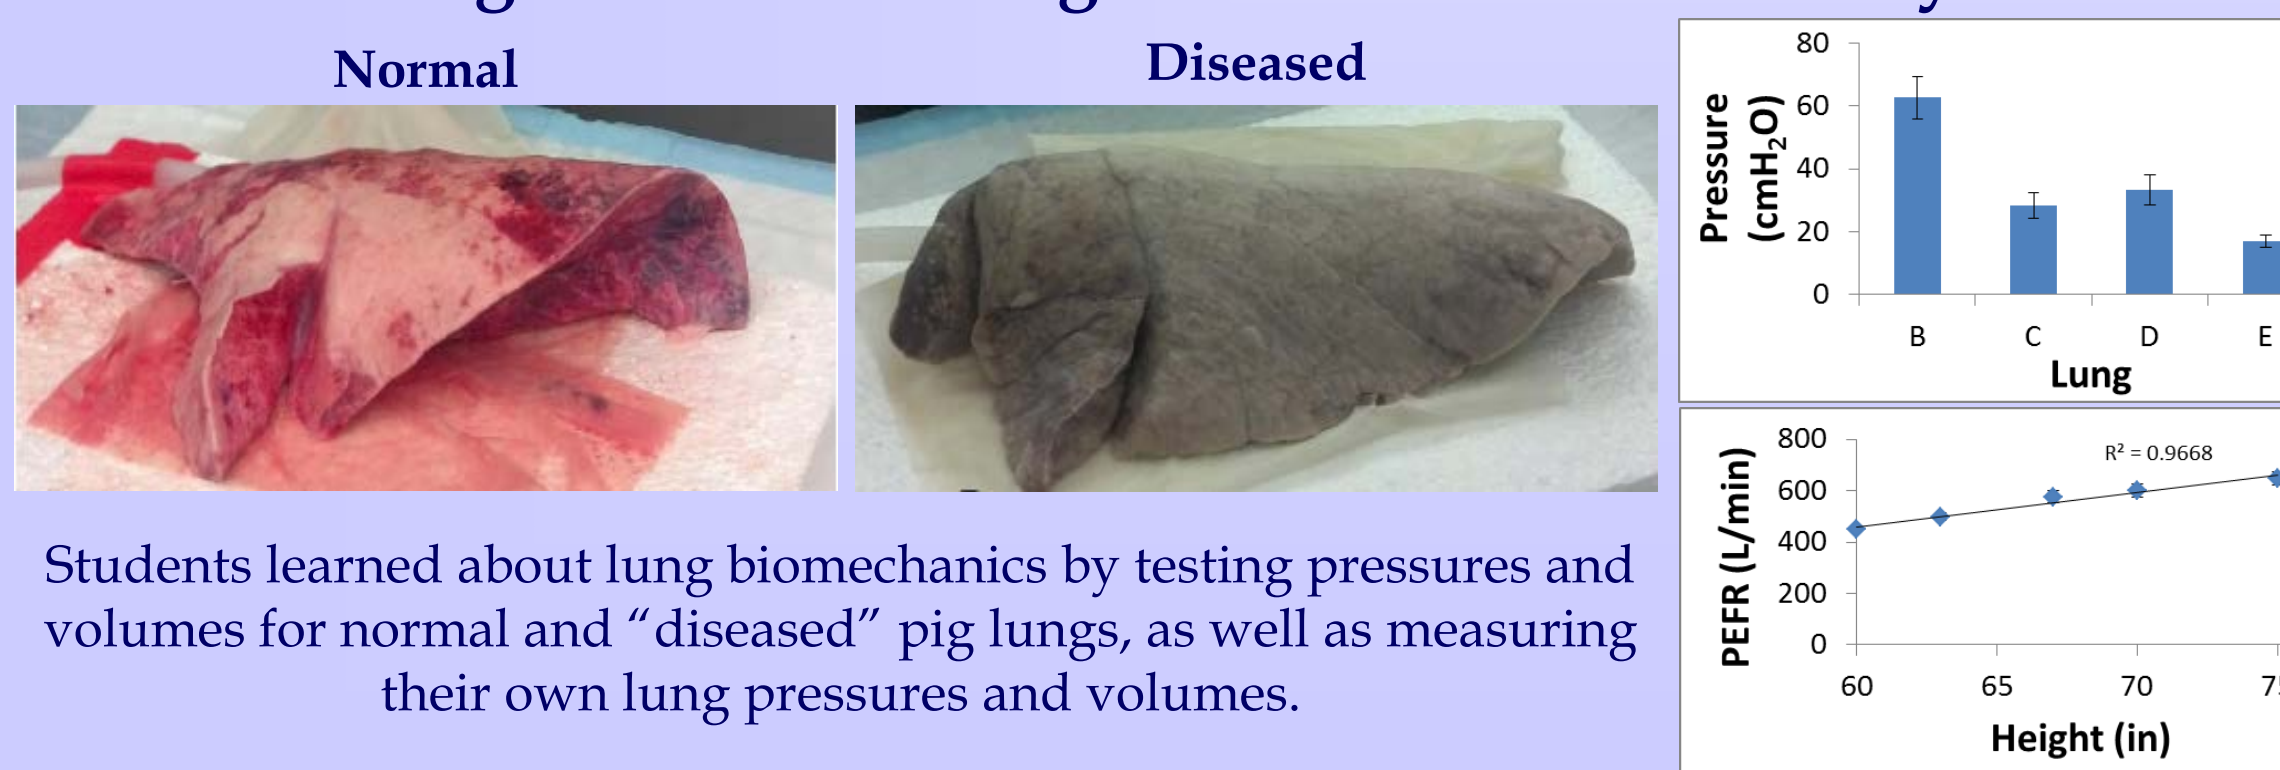 Normal
Diseased
Students learned about lung biomechanics by testing pressures and
volumes for normal and “diseased” pig lungs, as well as measuring
their own lung pressures and volumes.
Pressure
(cmH₂O)
80
60
40
20
0
B C D E
Lung
PEFR (L/min)
800
600
400
200
0
R² = 0.9668
60 65 70
Height (in)